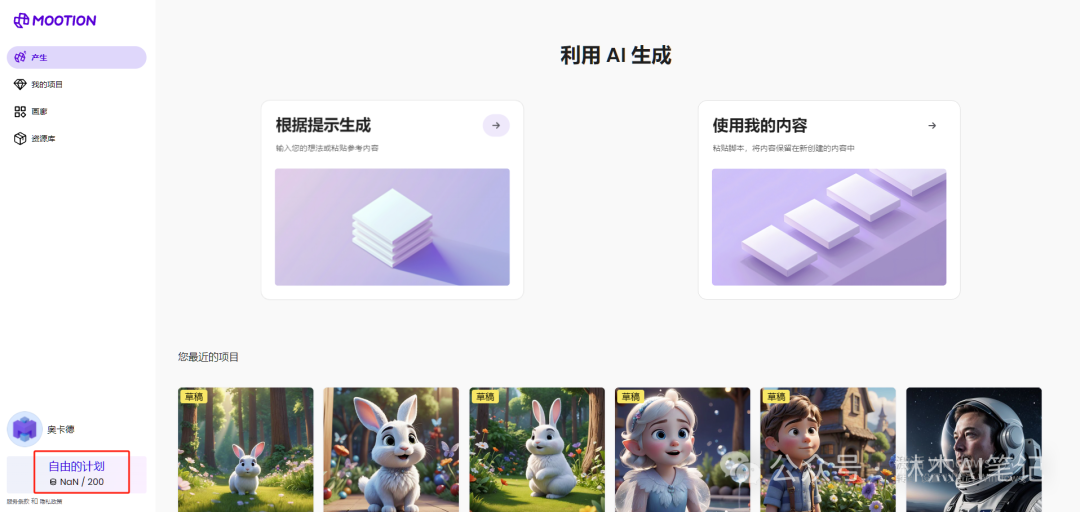 MOOTION
产生
我的项目
画廊
资源库
利用 AI 生成
根据提示生成
输入您的想法或粘贴参考内容
使用我的内容
粘贴脚本，将内容保留在新创建的内容中
您最近的项目
草稿
草稿
草稿
草稿
奥卡德
自由的计划
NaN / 200
服务条款 和 隐私政策
公众号
AI笔记